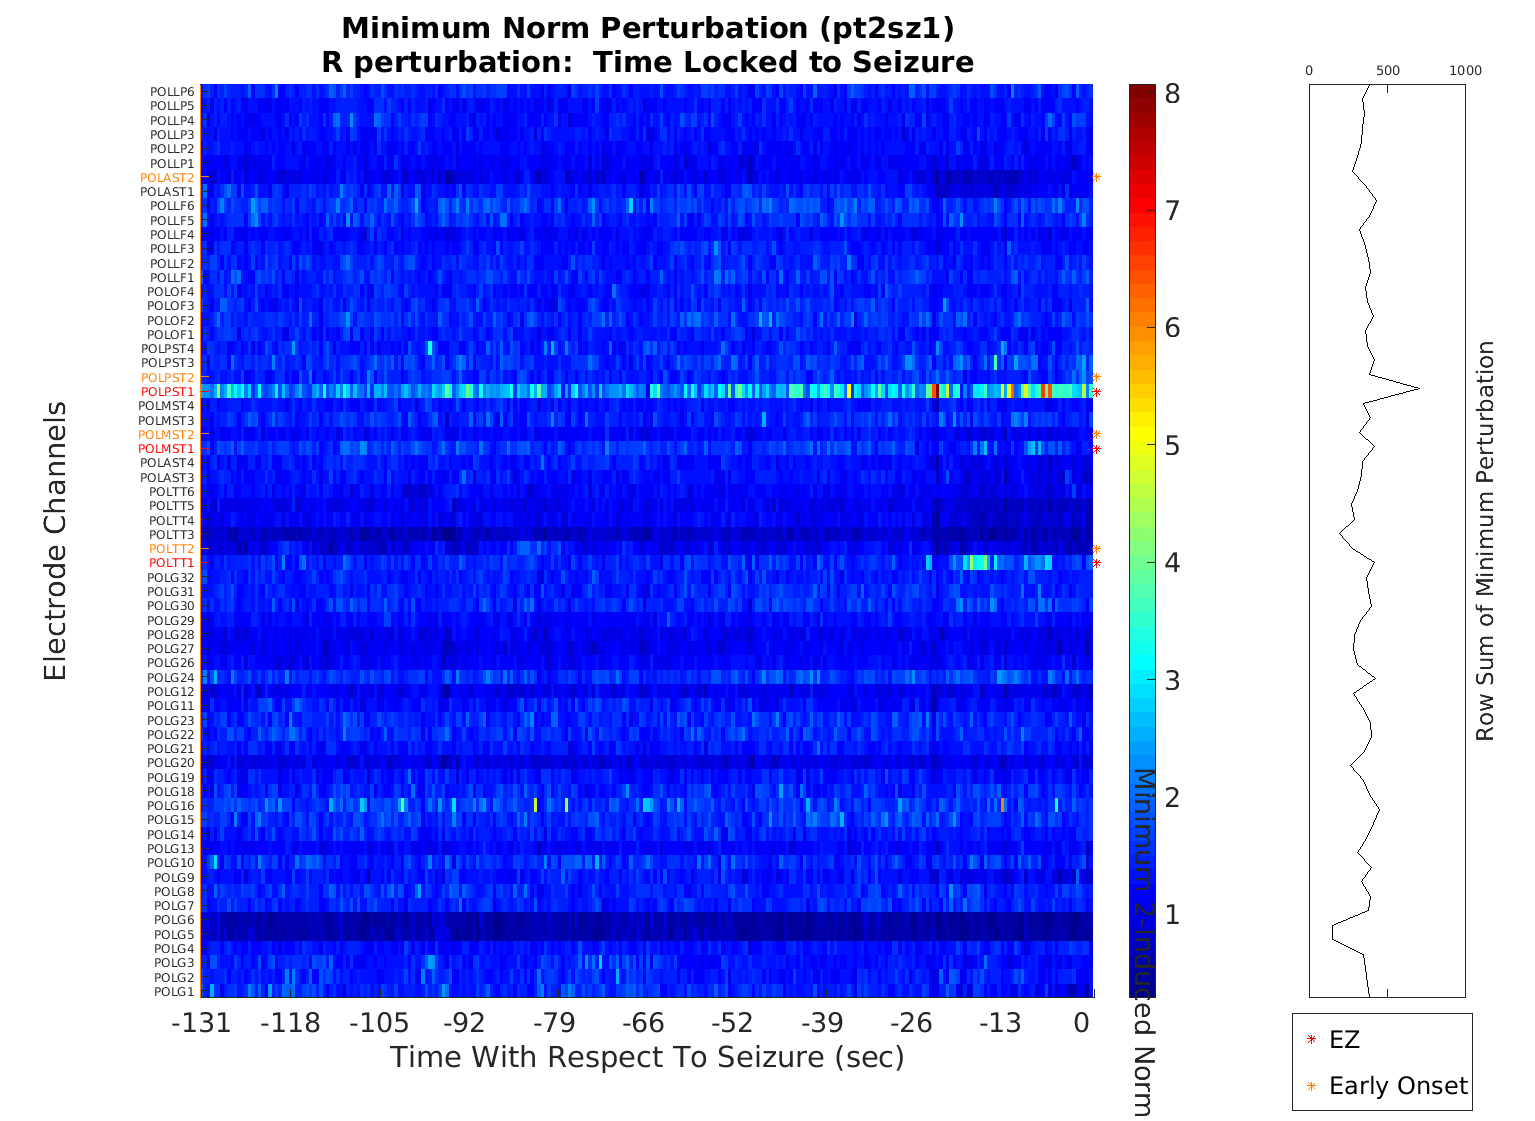 Minimum Norm Perturbation (pt2sz1)
R perturbation:  Time Locked to Seizure
Electrode Channels
POLLP6
POLLP5
POLLP4
POLLP3
POLLP2
POLLP1
POLAST2
POLAST1
POLLF6
POLLF5
POLLF4
POLLF3
POLLF2
POLLF1
POLOF4
POLOF3
POLOF2
POLOF1
POLPST4
POLPST3
POLPST2
POLPST1
POLMST4
POLMST3
POLMST2
POLMST1
POLAST4
POLAST3
POLTT6
POLTT5
POLTT4
POLTT3
POLTT2
POLTT1
POLG32
POLG31
POLG30
POLG29
POLG28
POLG27
POLG26
POLG24
POLG12
POLG11
POLG23
POLG22
POLG21
POLG20
POLG19
POLG18
POLG16
POLG15
POLG14
POLG13
POLG10
POLG9
POLG8
POLG7
POLG6
POLG5
POLG4
POLG3
POLG2
POLG1
-131 -118 -105 -92 -79 -66 -52 -39 -26 -13 0
Time With Respect To Seizure (sec)
8
7
6
5
4
3
2
1
Minimum 2-Induced Norm
0 500 1000
Row Sum of Minimum Perturbation
EZ
Early Onset